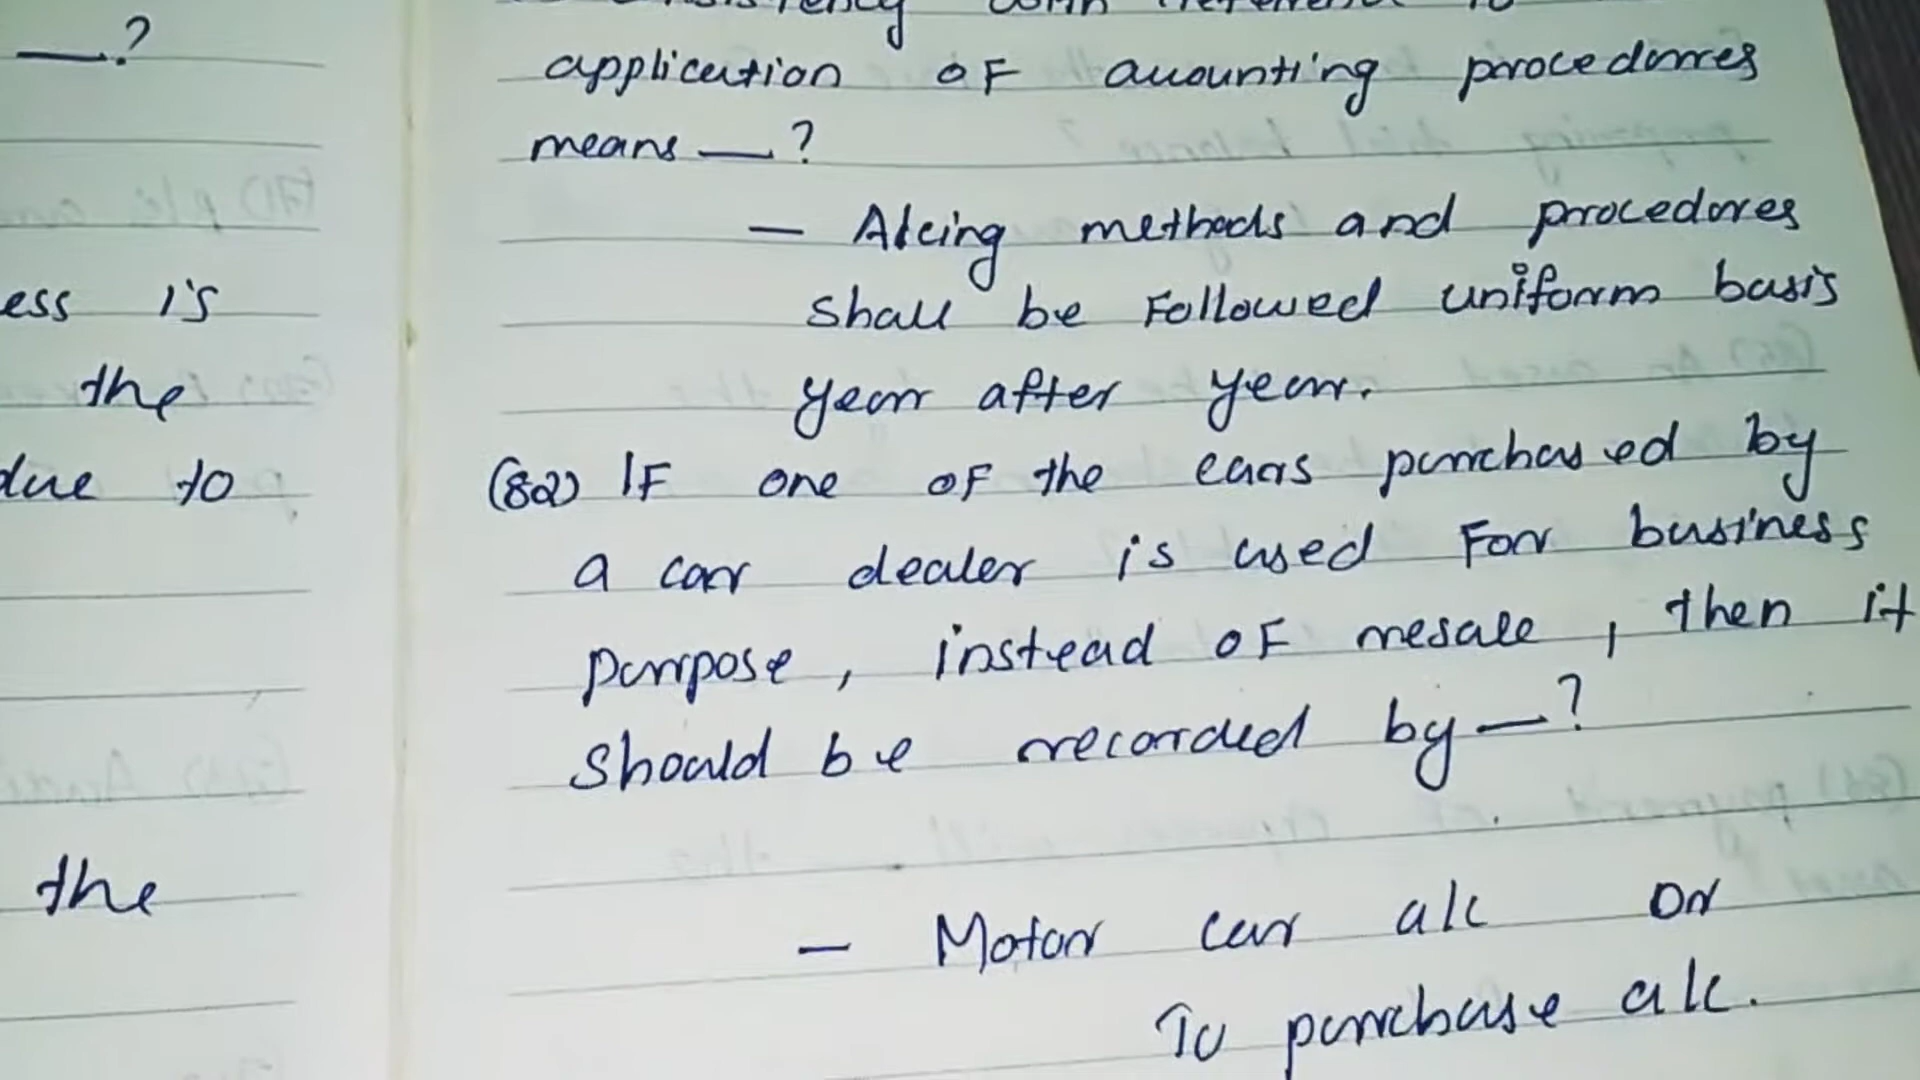 —?
ess is
the
due to
the
application of accounting procedures
means —?
— Alcing methods and procedures
shall be followed uniform basis
year after year.
(82) If one of the cars purchased by
a car dealer is used for business
purpose, instead of resale, then it
should be recorded by —?
— Motor car a/c Dr
To purchase a/c.